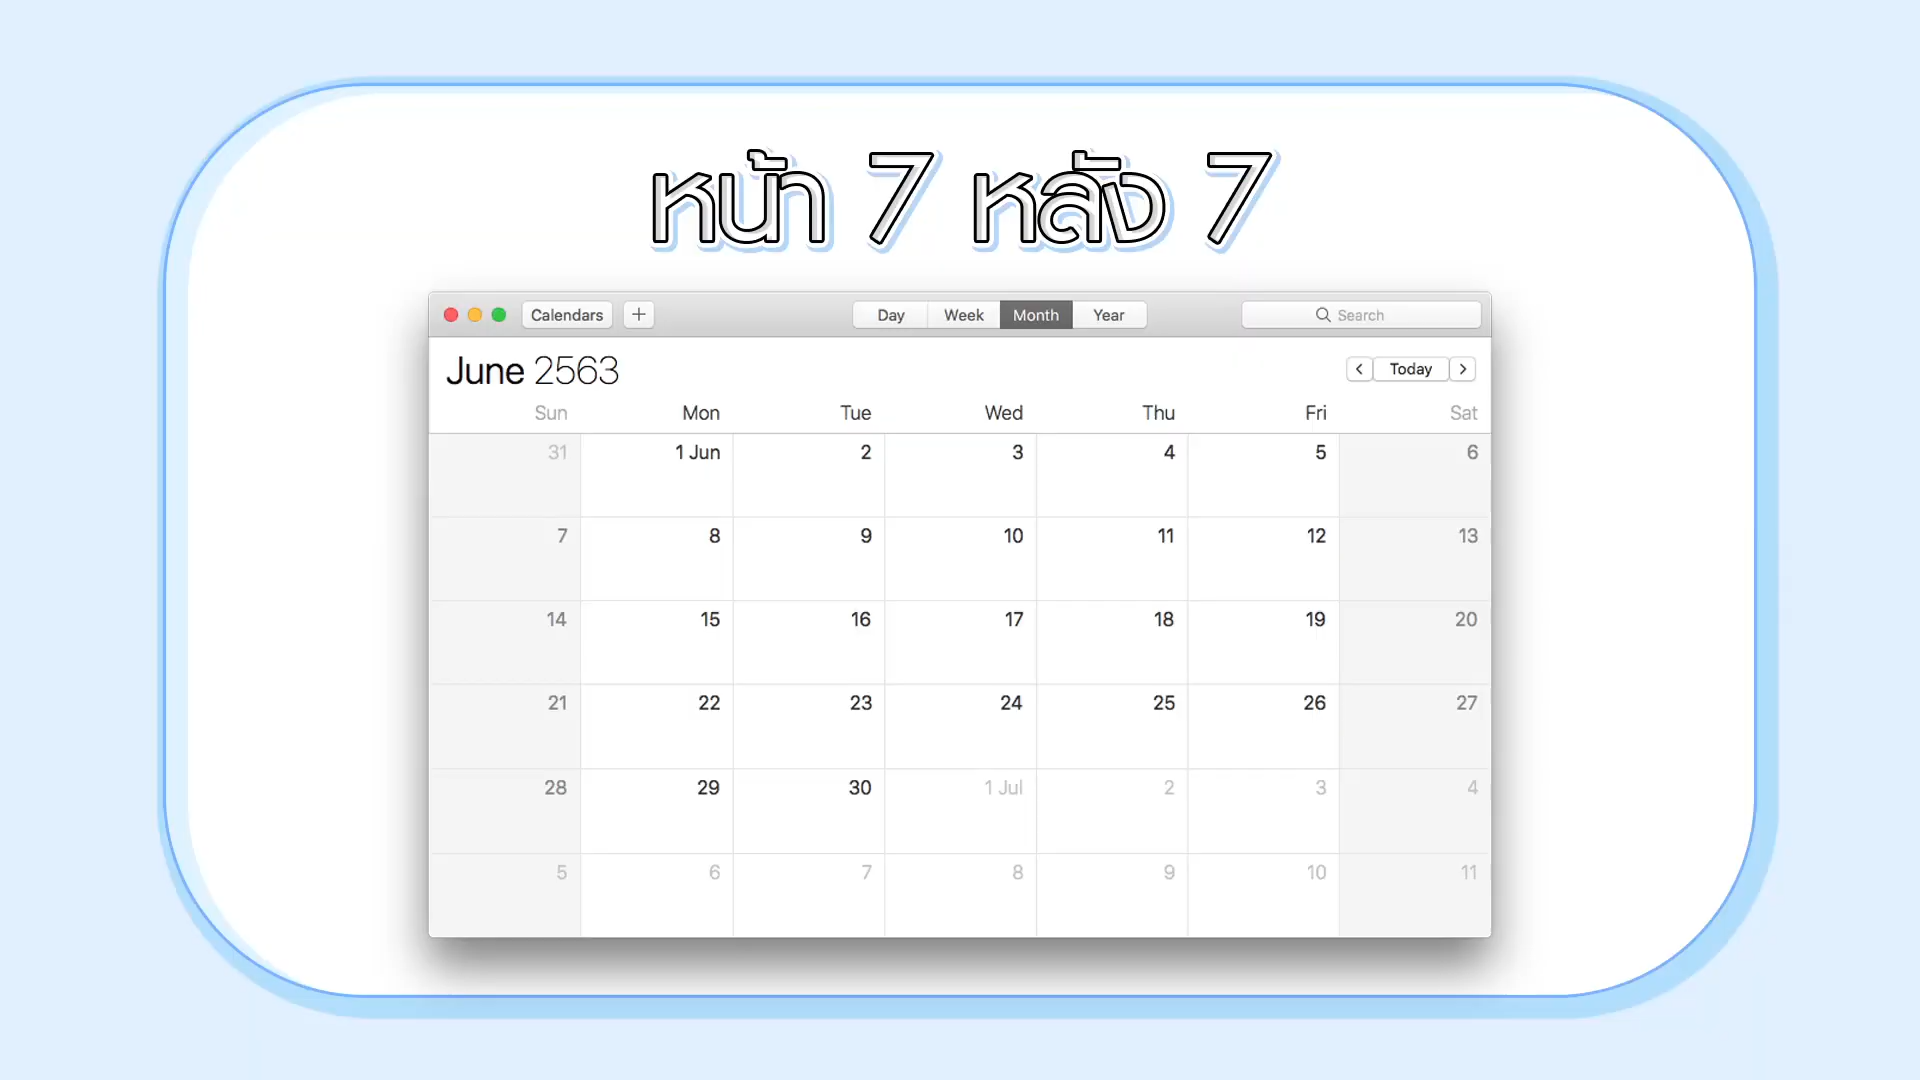 หน้า 7 หลัง 7
Calendars + Day Week Month Year Search
June 2563 < Today >
Sun Mon Tue Wed Thu Fri Sat
31 1 Jun 2 3 4 5 6
7 8 9 10 11 12 13
14 15 16 17 18 19 20
21 22 23 24 25 26 27
28 29 30 1 Jul 2 3 4
5 6 7 8 9 10 11